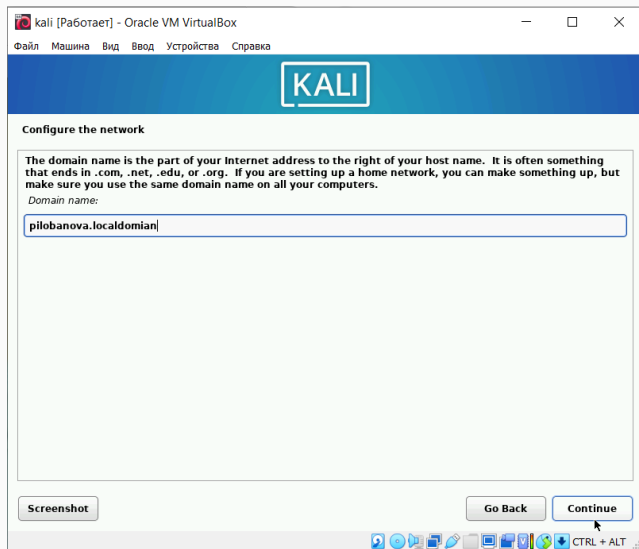 kali [Работает] - Oracle VM VirtualBox
Файл Машина Вид Ввод Устройства Справка
KALI
Configure the network
The domain name is the part of your Internet address to the right of your host name. It is often something
that ends in .com, .net, .edu, or .org. If you are setting up a home network, you can make something up, but
make sure you use the same domain name on all your computers.
Domain name:
pilobanova.localdomian
Screenshot Go Back Continue
CTRL + ALT